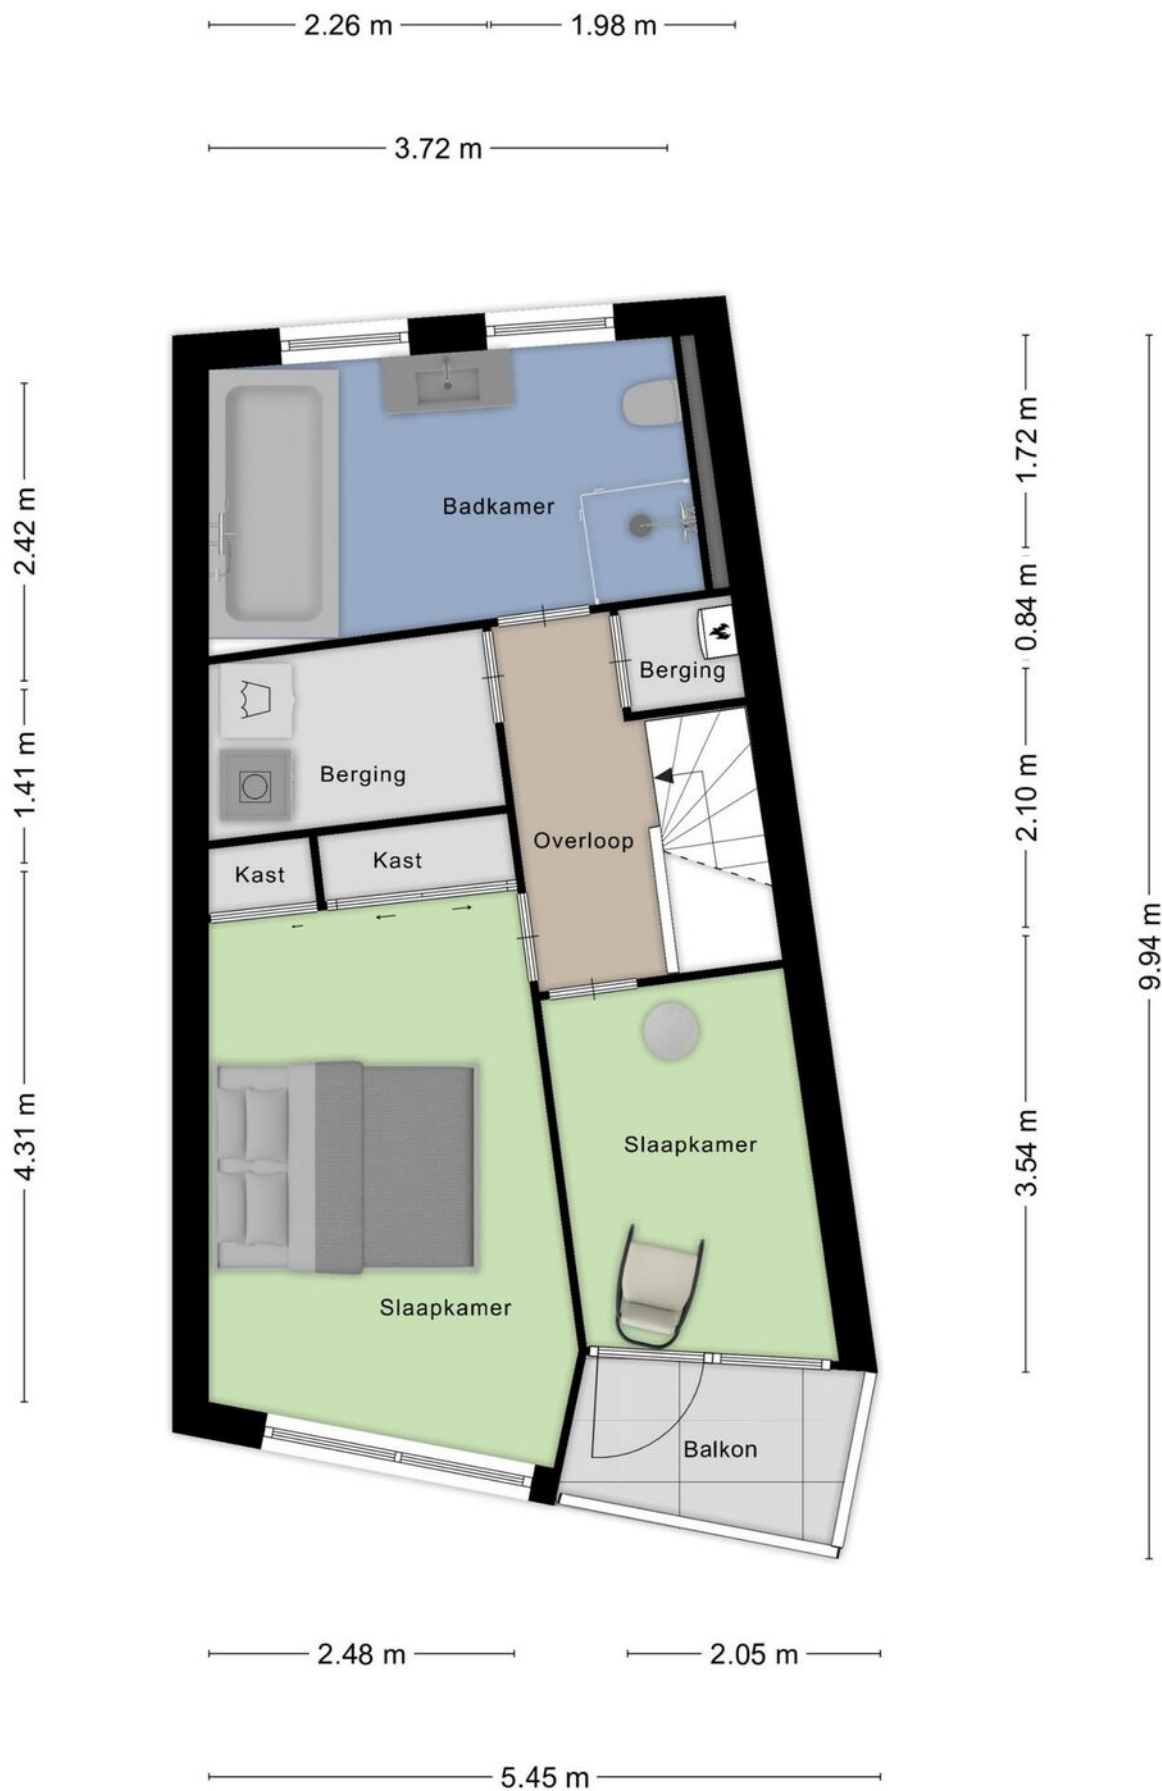 2.26 m
1.98 m
3.72 m
2.42 m
1.41 m
4.31 m
1.72 m
0.84 m
2.10 m
3.54 m
9.94 m
Badkamer
Berging
Berging
Overloop
Kast
Kast
Slaapkamer
Slaapkamer
Balkon
2.48 m
2.05 m
5.45 m